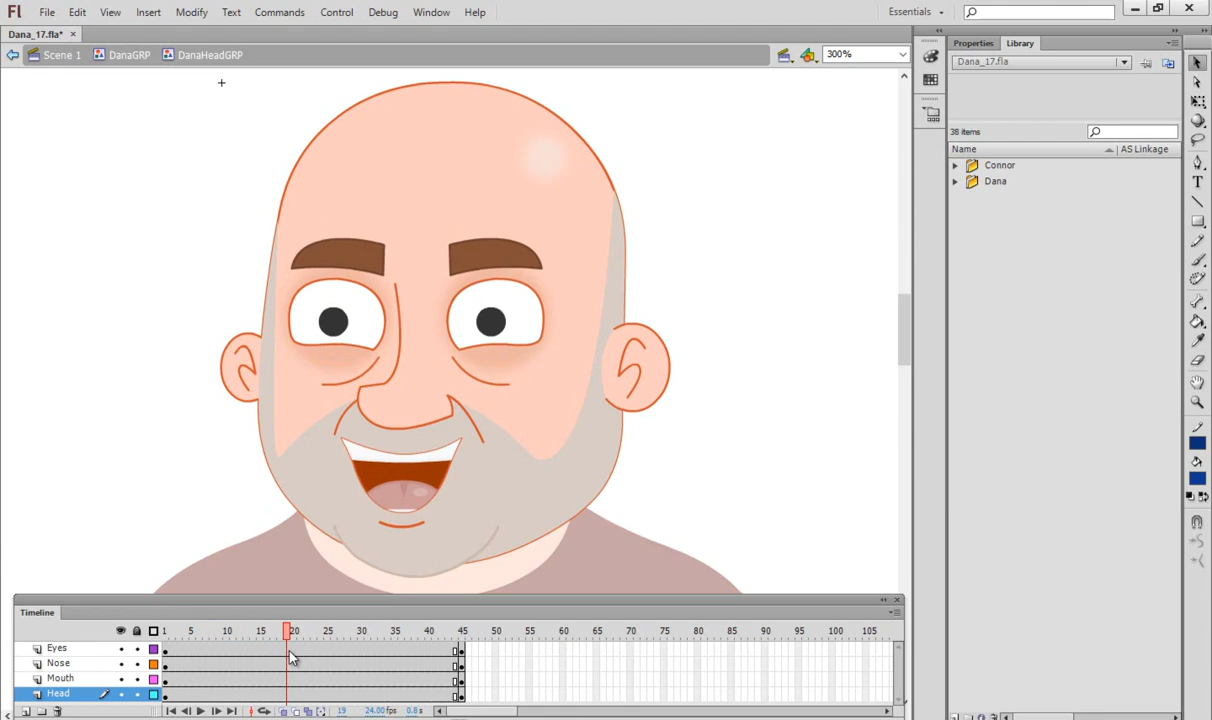 Fl File Edit View Insert Modify Text Commands Control Debug Window Help Essentials
Dana_17.fla* ×
Scene 1 DanaGRP DanaHeadGRP 300%
Properties Library
Dana_17.fla
38 items
Name AS Linkage
Connor
Dana
Timeline
1 5 10 15 20 25 30 35 40 45 50 55 60 65 70 75 80 85 90 95 100 105
Eyes
Nose
Mouth
Head
19 24.00 fps 0.8 s